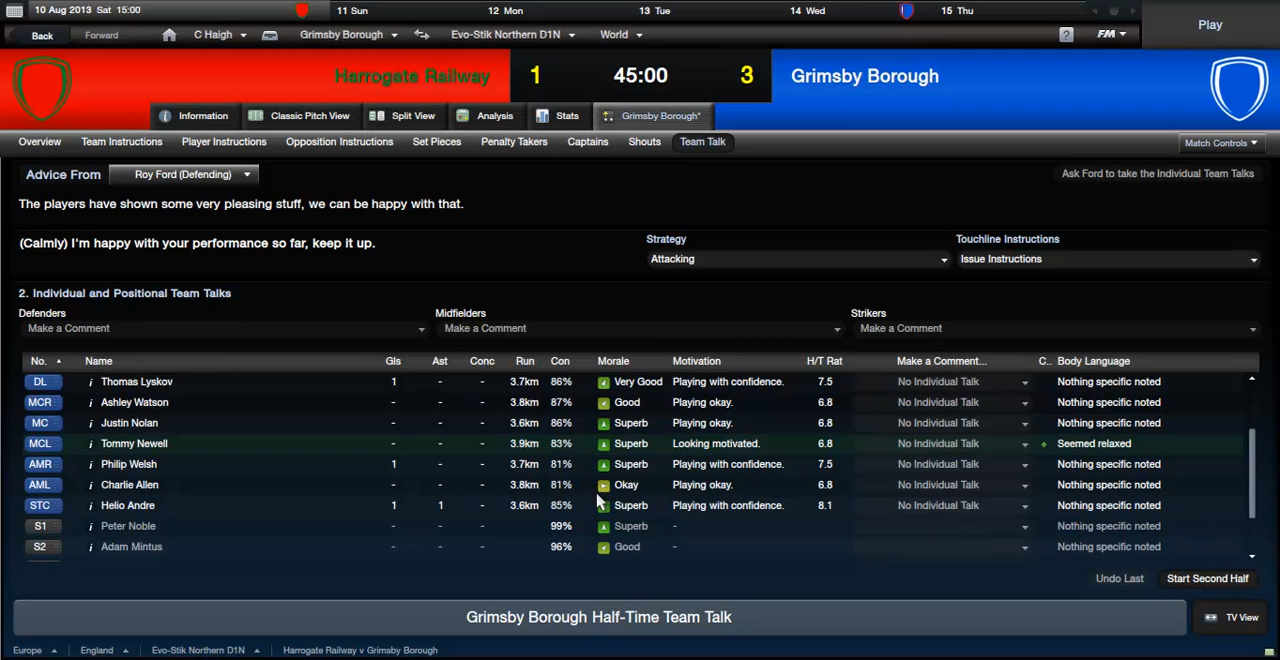 10 Aug 2013 Sat 15:00 11 Sun 12 Mon 13 Tue 14 Wed 15 Thu
Back Forward C Haigh Grimsby Borough Evo-Stik Northern D1N World ? FM Play
Harrogate Railway 1 45:00 3 Grimsby Borough
Information Classic Pitch View Split View Analysis Stats Grimsby Borough*
Overview Team Instructions Player Instructions Opposition Instructions Set Pieces Penalty Takers Captains Shouts Team Talk Match Controls
Advice From Roy Ford (Defending) Ask Ford to take the Individual Team Talks
The players have shown some very pleasing stuff, we can be happy with that.
(Calmly) I'm happy with your performance so far, keep it up.
Strategy Touchline Instructions
Attacking Issue Instructions
2. Individual and Positional Team Talks
Defenders Midfielders Strikers
Make a Comment Make a Comment Make a Comment
No. Name Gls Ast Conc Run Con Morale Motivation H/T Rat Make a Comment... C.. Body Language
DL i Thomas Lyskov 1 - - 3.7km 86% Very Good Playing with confidence. 7.5 No Individual Talk Nothing specific noted
MCR i Ashley Watson - - - 3.8km 87% Good Playing okay. 6.8 No Individual Talk Nothing specific noted
MC i Justin Nolan - - - 3.6km 86% Superb Playing okay. 6.8 No Individual Talk Nothing specific noted
MCL i Tommy Newell - - - 3.9km 83% Superb Looking motivated. 6.8 No Individual Talk + Seemed relaxed
AMR i Philip Welsh 1 - - 3.7km 81% Superb Playing with confidence. 7.5 No Individual Talk Nothing specific noted
AML i Charlie Allen - - - 3.8km 81% Okay Playing okay. 6.8 No Individual Talk Nothing specific noted
STC i Helio Andre 1 1 - 3.6km 85% Superb Playing with confidence. 8.1 No Individual Talk Nothing specific noted
S1 i Peter Noble - - - 99% Superb - Nothing specific noted
S2 i Adam Mintus - - - 96% Good - Nothing specific noted
Undo Last Start Second Half
Grimsby Borough Half-Time Team Talk TV View
Europe England Evo-Stik Northern D1N Harrogate Railway v Grimsby Borough